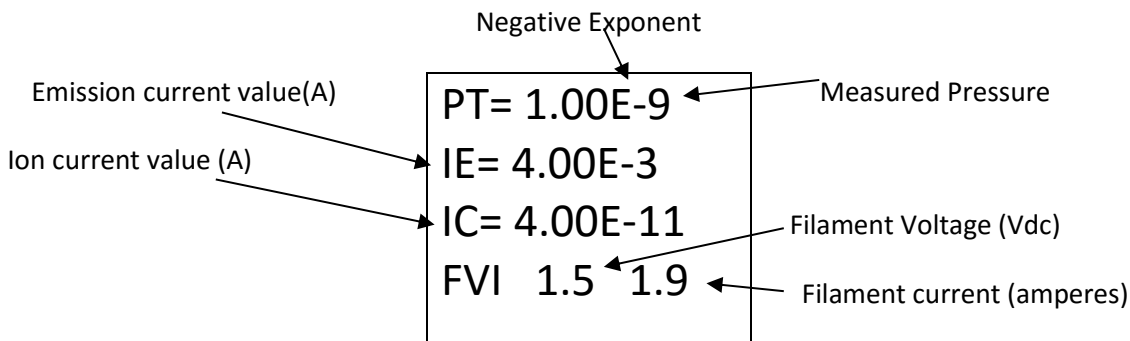 Negative Exponent
Emission current value(A)
Measured Pressure
Ion current value (A)
PT= 1.00E-9
IE= 4.00E-3
IC= 4.00E-11
FVI 1.5 1.9
Filament Voltage (Vdc)
Filament current (amperes)